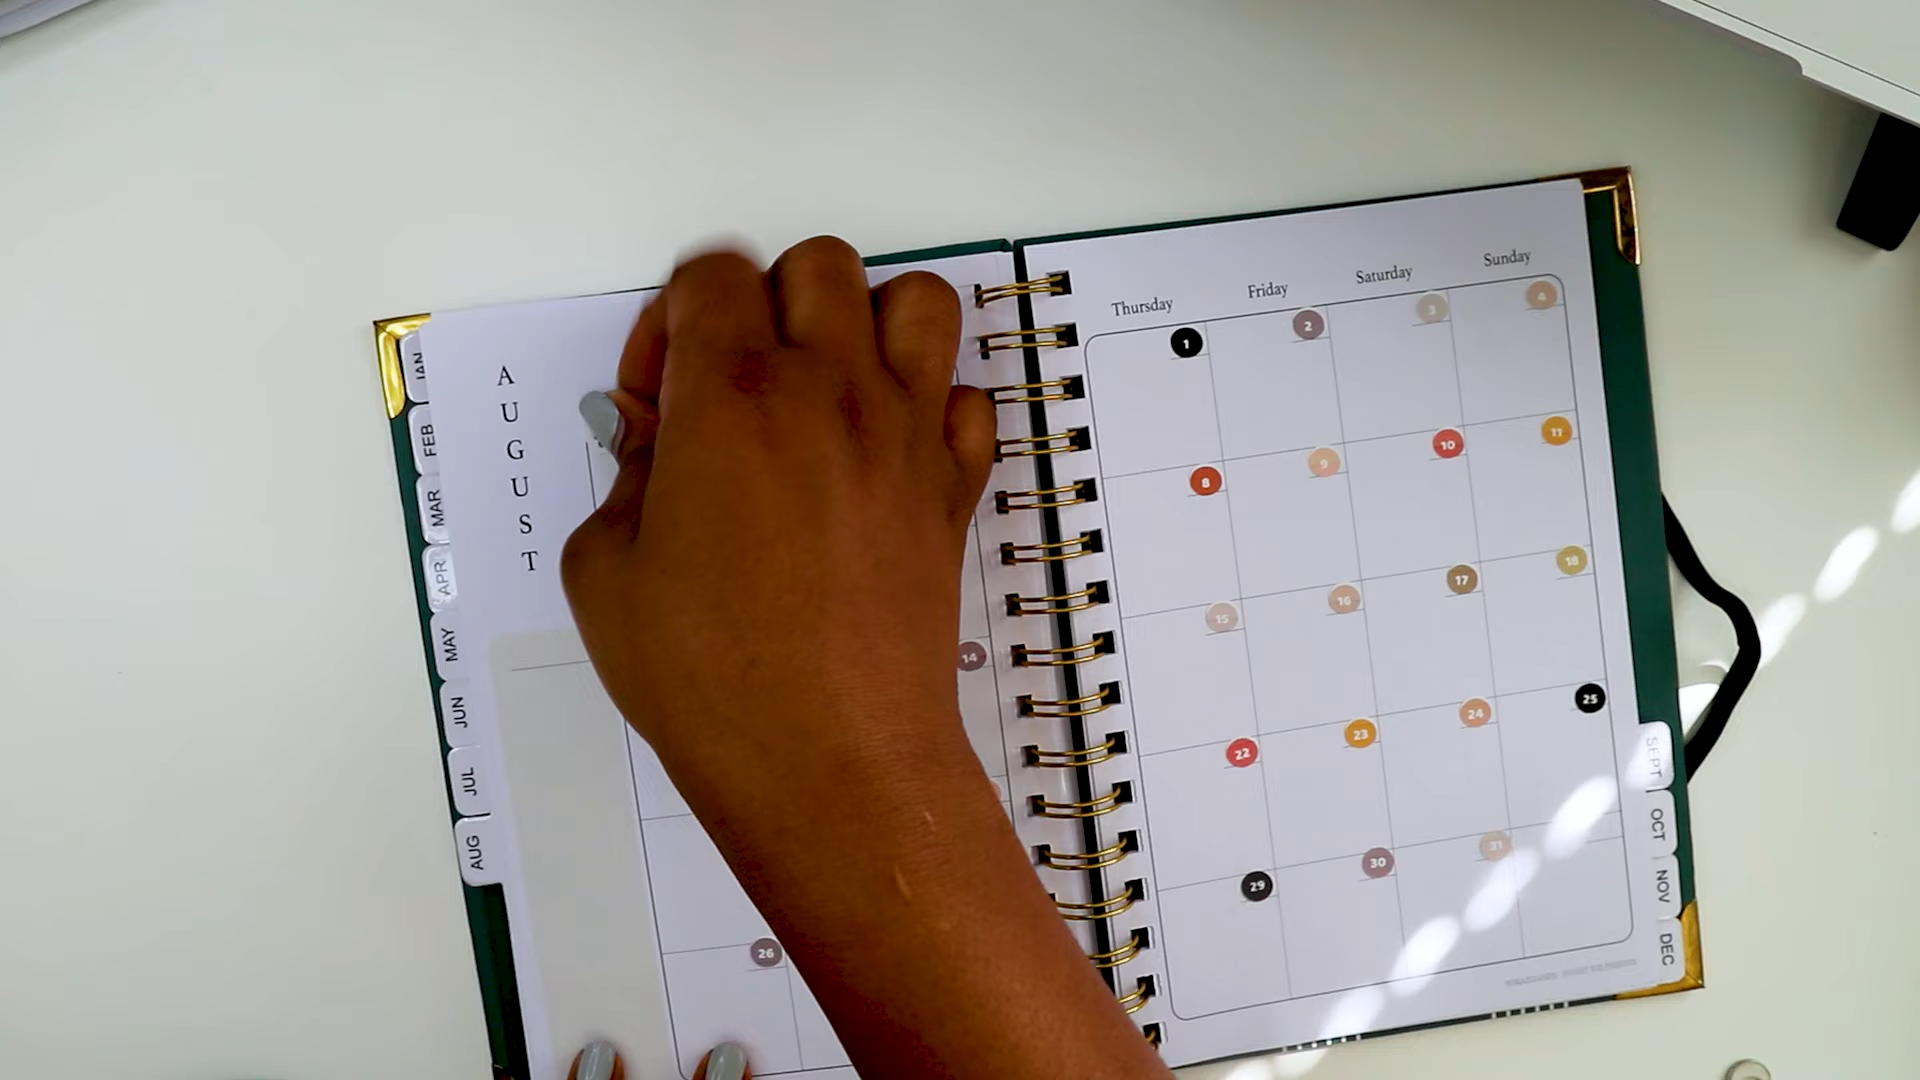 JAN
FEB
MAR
APR
MAY
JUN
JUL
AUG
A
U
G
U
S
T
14
26
Thursday Friday Saturday Sunday
1 2 3 4
8 9 10 11
15 16 17 18
22 23 24 25
29 30 31
SEPT
OCT
NOV
DEC